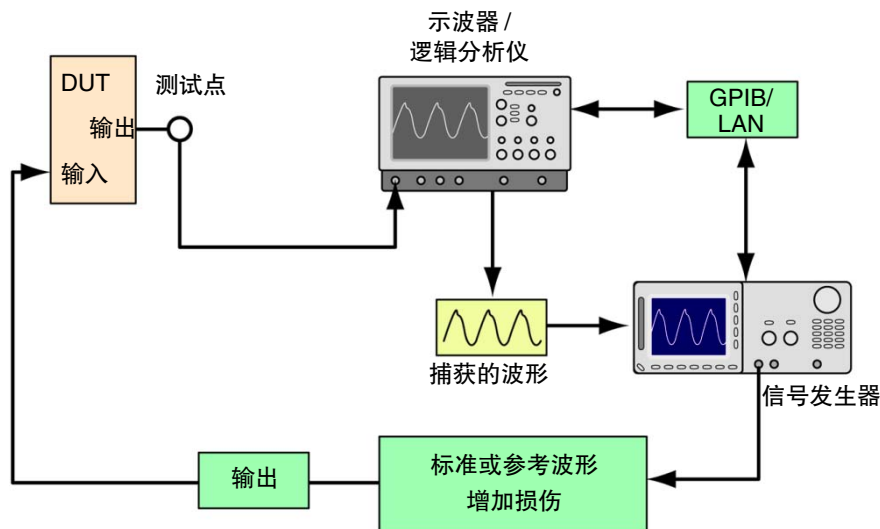 示波器 /
逻辑分析仪
DUT
测试点
输出
输入
GPIB/
LAN
捕获的波形
信号发生器
输出
标准或参考波形
增加损伤